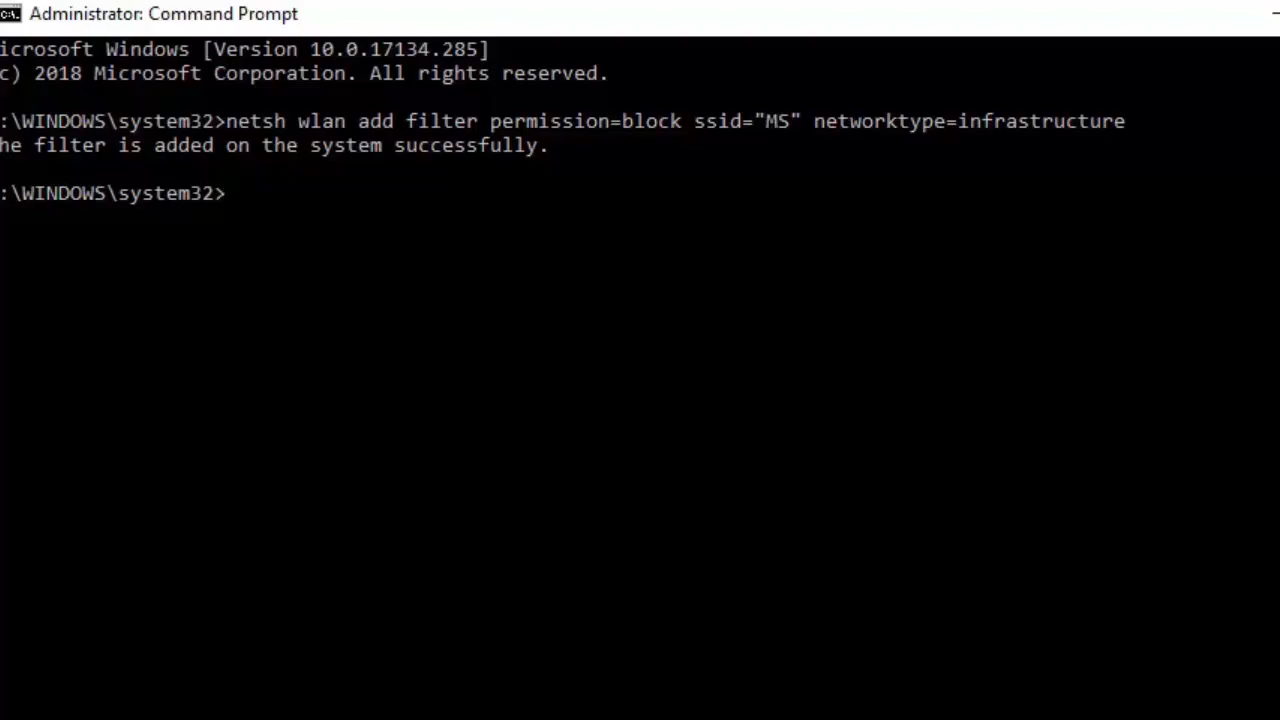 Administrator: Command Prompt
icrosoft Windows [Version 10.0.17134.285]
c) 2018 Microsoft Corporation. All rights reserved.
:\WINDOWS\system32>netsh wlan add filter permission=block ssid="MS" networktype=infrastructure
he filter is added on the system successfully.
:\WINDOWS\system32>